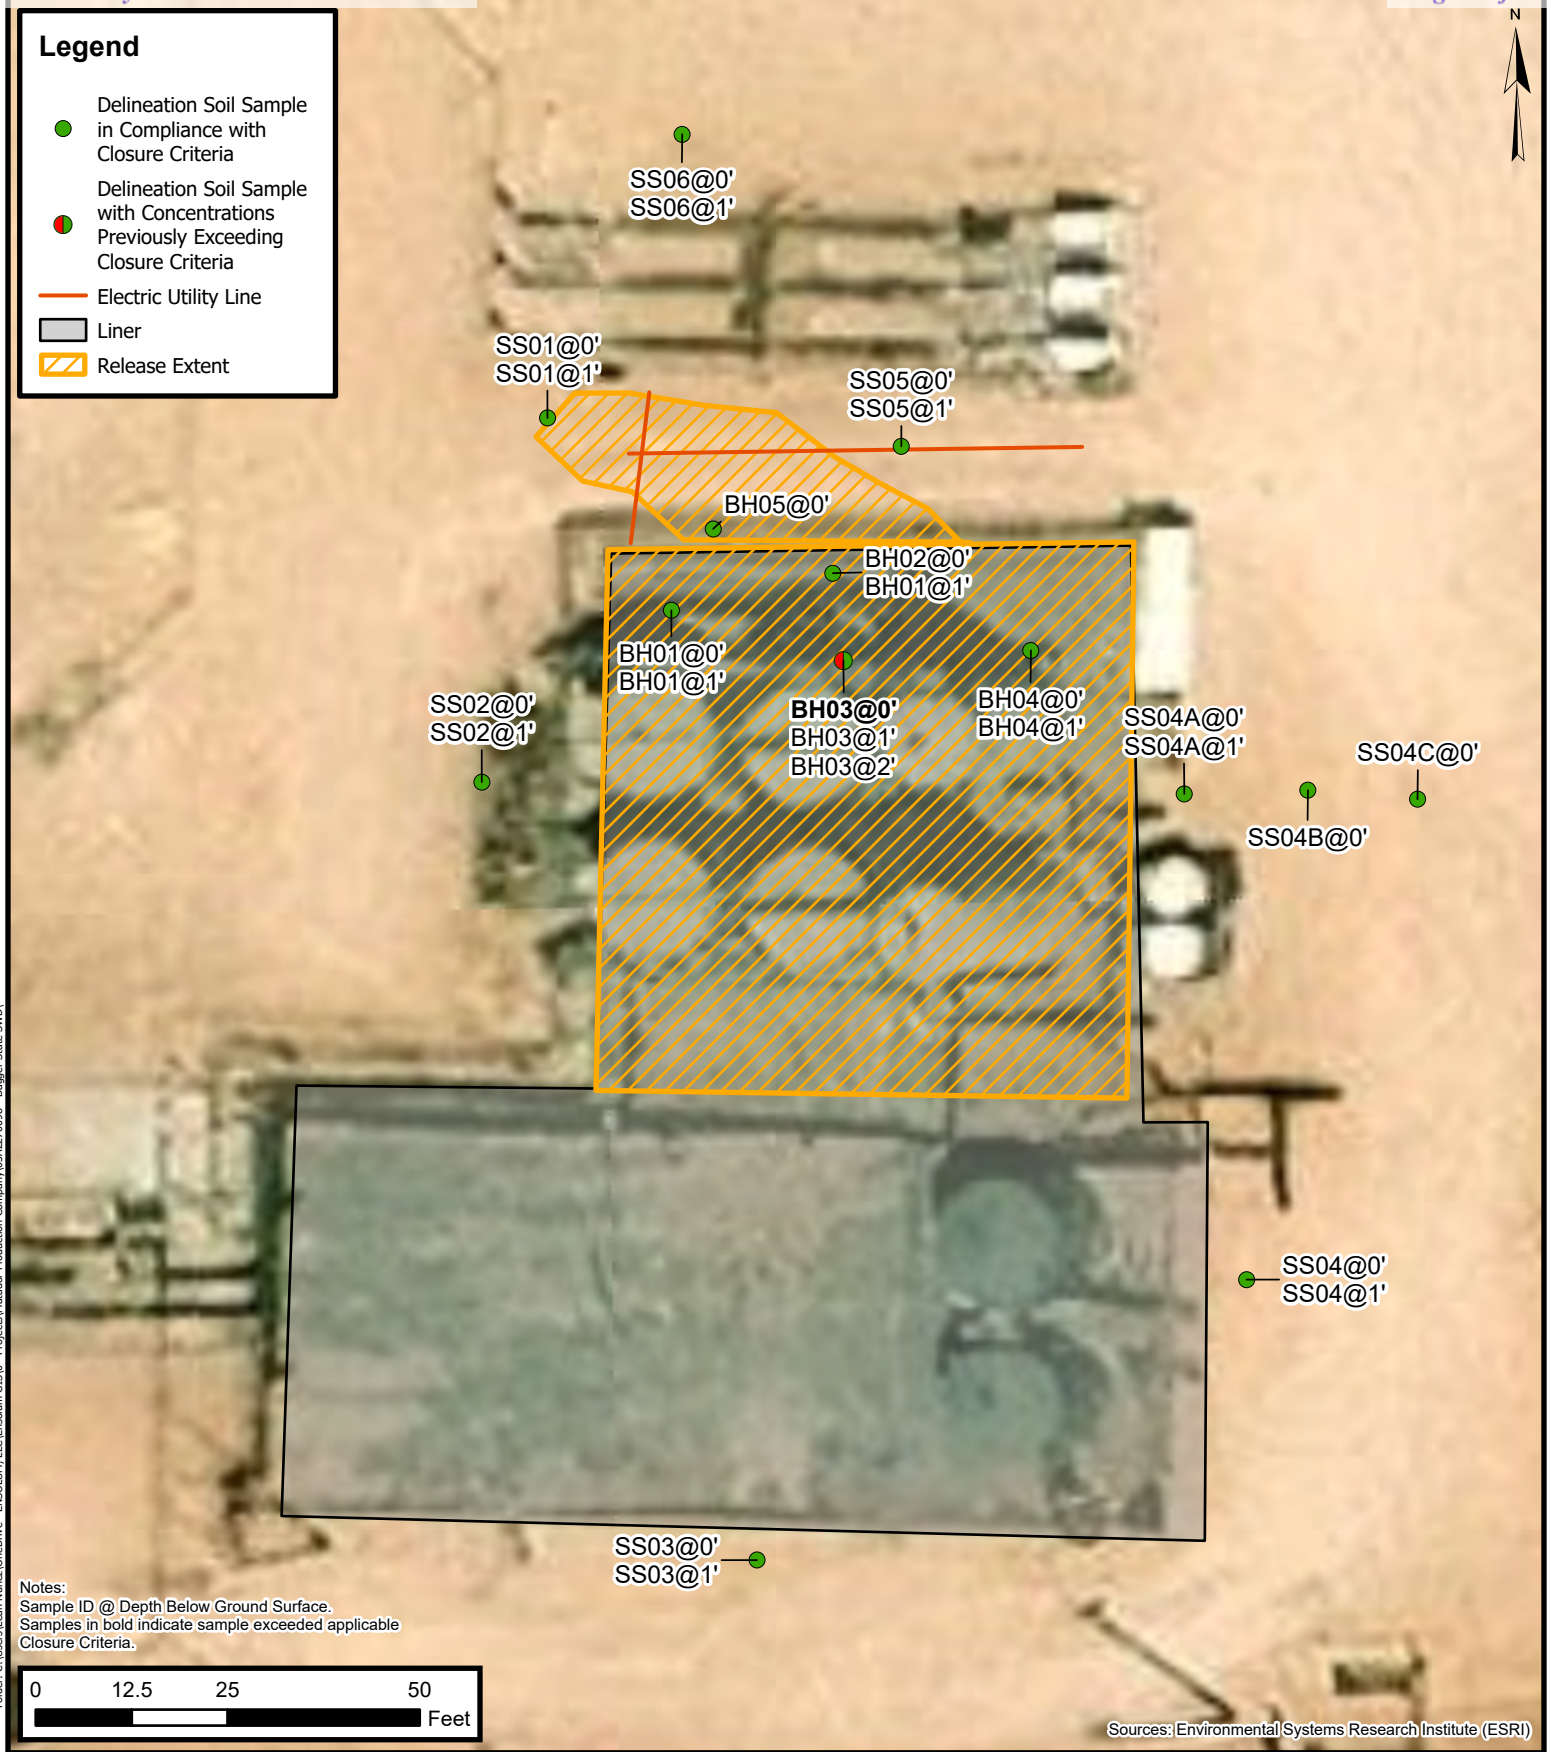 Legend
Delineation Soil Sample
in Compliance with
Closure Criteria
Delineation Soil Sample
with Concentrations
Previously Exceeding
Closure Criteria
Electric Utility Line
Liner
Release Extent
N
SS06@0'
SS06@1'
SS01@0'
SS01@1'
SS05@0'
SS05@1'
BH05@0'
BH02@0'
BH01@1'
BH01@0'
BH01@1'
BH03@0'
BH03@1'
BH03@2'
BH04@0'
BH04@1'
SS02@0'
SS02@1'
SS04A@0'
SS04A@1'
SS04B@0'
SS04C@0'
SS04@0'
SS04@1'
SS03@0'
SS03@1'
Notes:
Sample ID @ Depth Below Ground Surface.
Samples in bold indicate sample exceeded applicable
Closure Criteria.
0 12.5 25 50
Feet
Sources: Environmental Systems Research Institute (ESRI)